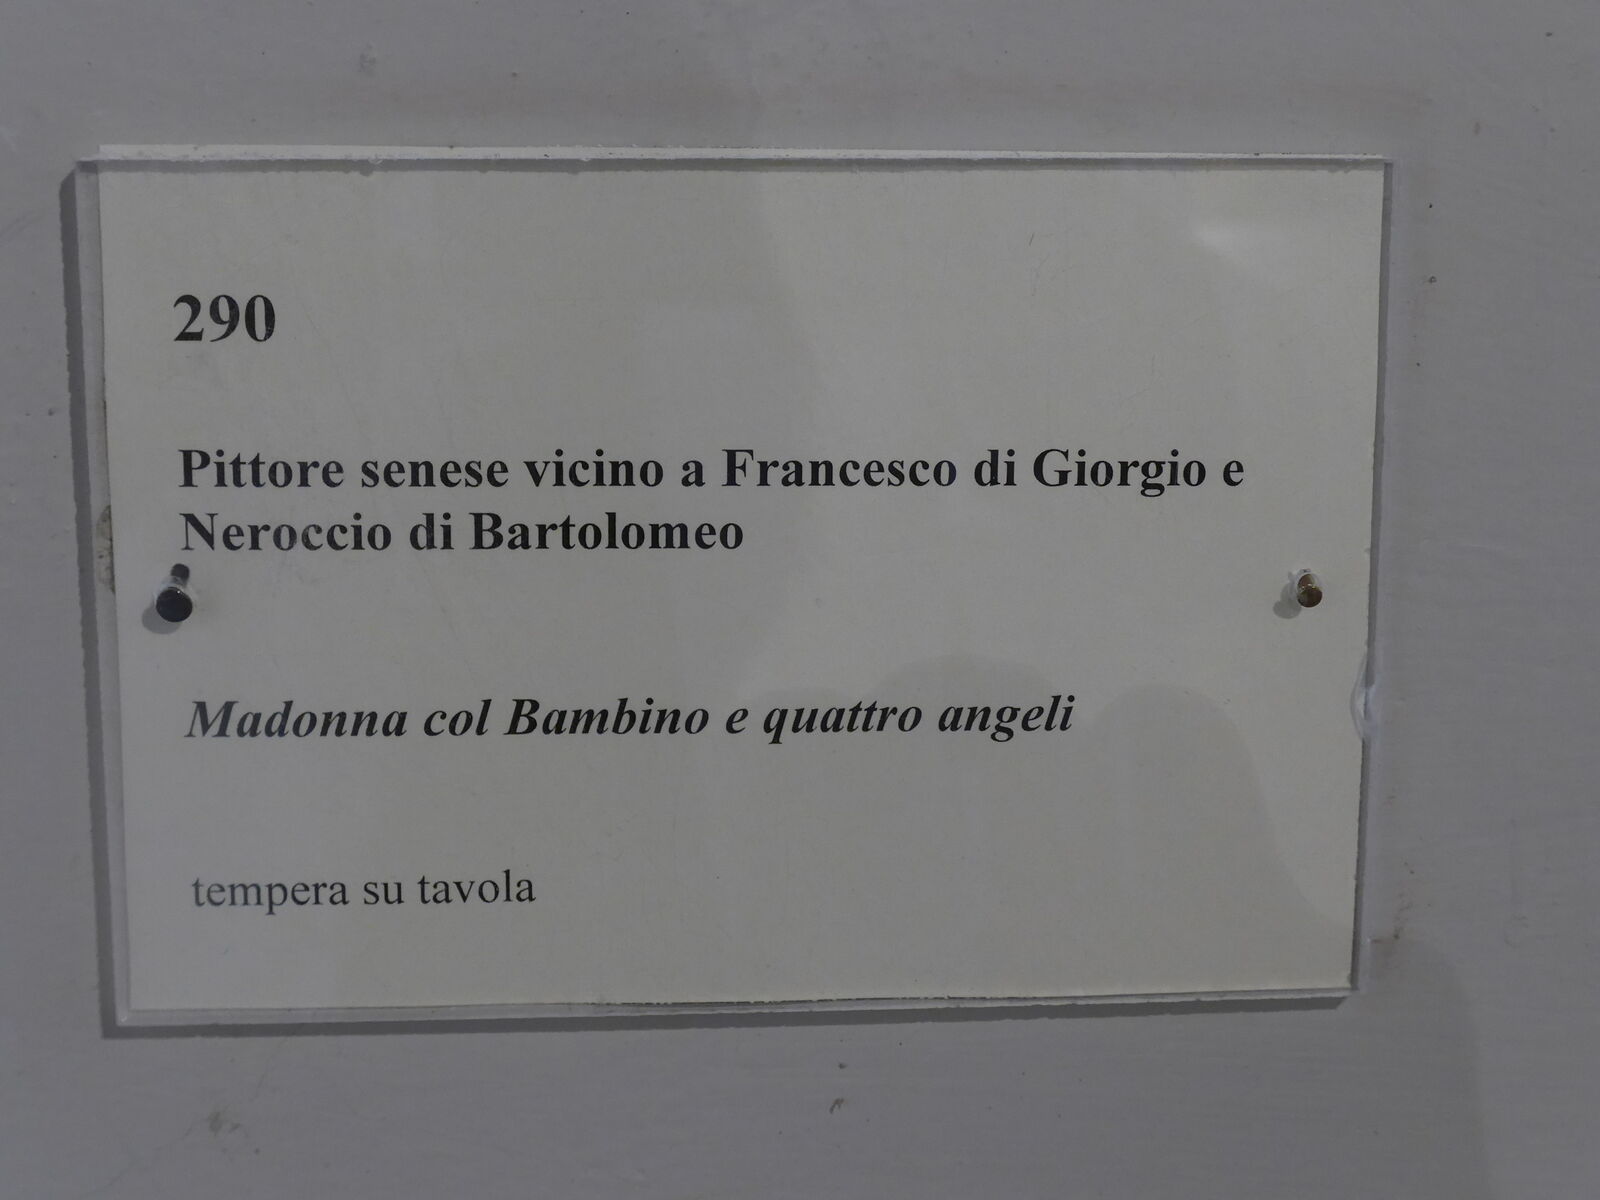 290
Pittore senese vicino a Francesco di Giorgio e
Neroccio di Bartolomeo
Madonna col Bambino e quattro angeli
tempera su tavola